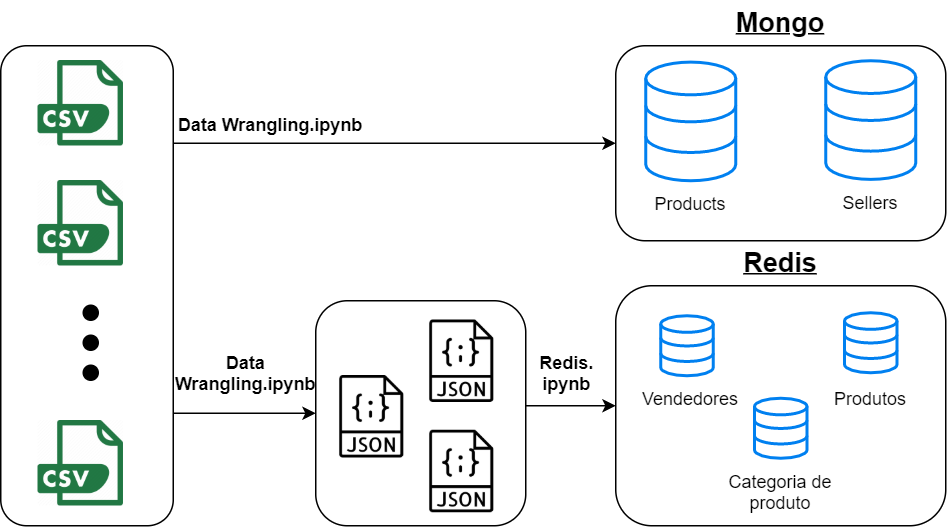 Mongo
CSV
Data Wrangling.ipynb
Products
Sellers
CSV
Redis
Data
Wrangling.ipynb
{;}
JSON
{;}
JSON
{;}
JSON
Redis.
ipynb
Vendedores
Produtos
Categoria de
produto
CSV